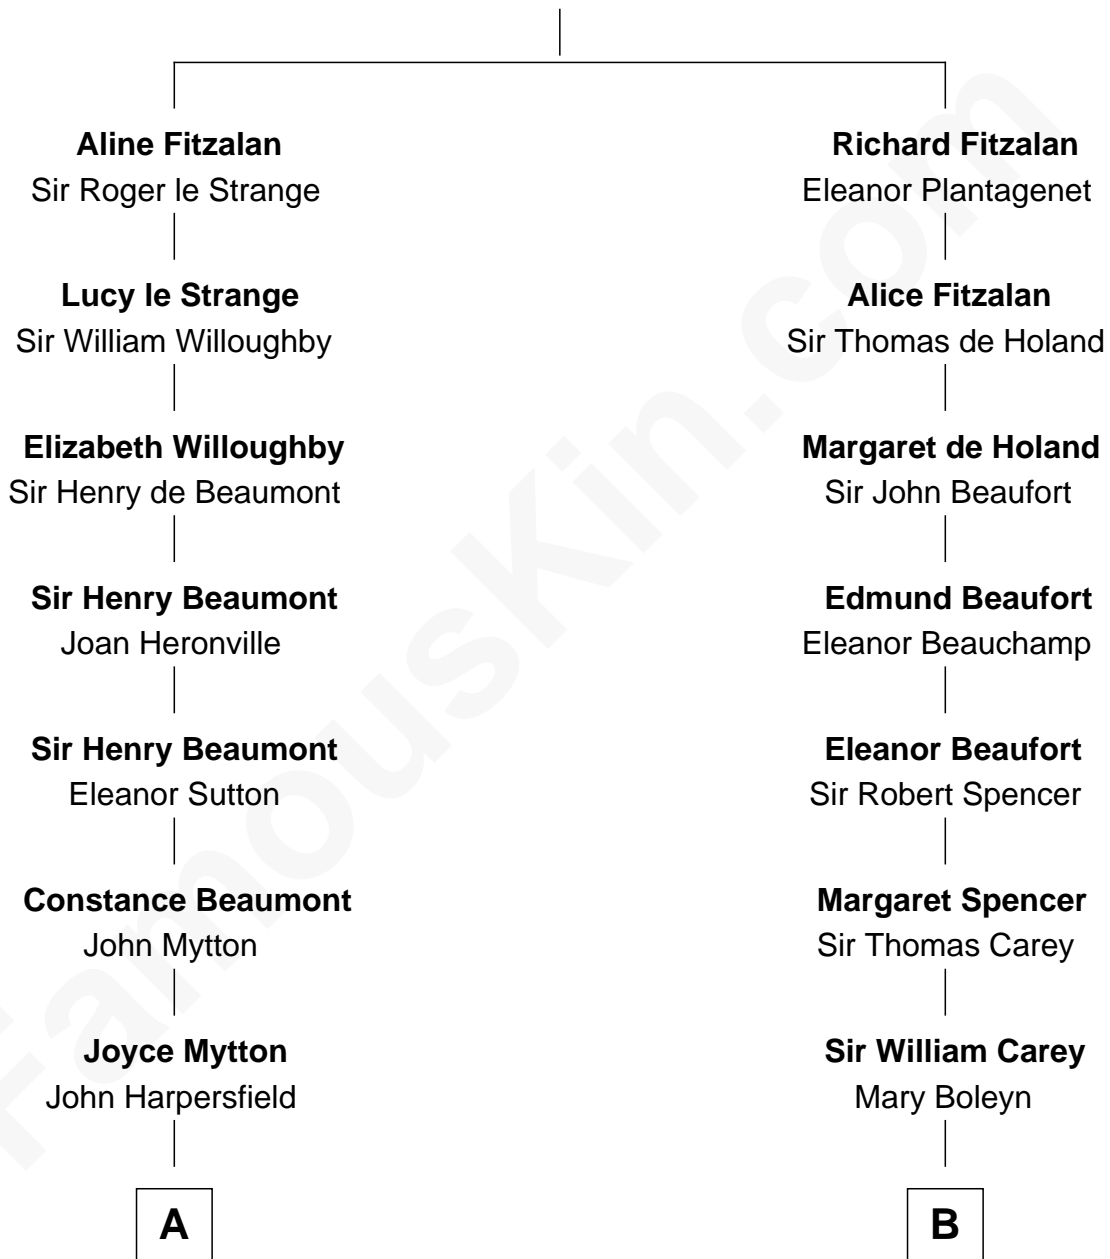 Aline Fitzalan
Sir Roger le Strange
Lucy le Strange
Sir William Willoughby
Elizabeth Willoughby
Sir Henry de Beaumont
Sir Henry Beaumont
Joan Heronville
Sir Henry Beaumont
Eleanor Sutton
Constance Beaumont
John Mytton
Joyce Mytton
John Harpersfield
A
Richard Fitzalan
Eleanor Plantagenet
Alice Fitzalan
Sir Thomas de Holand
Margaret de Holand
Sir John Beaufort
Edmund Beaufort
Eleanor Beauchamp
Eleanor Beaufort
Sir Robert Spencer
Margaret Spencer
Sir Thomas Carey
Sir William Carey
Mary Boleyn
B
FamousKin.com